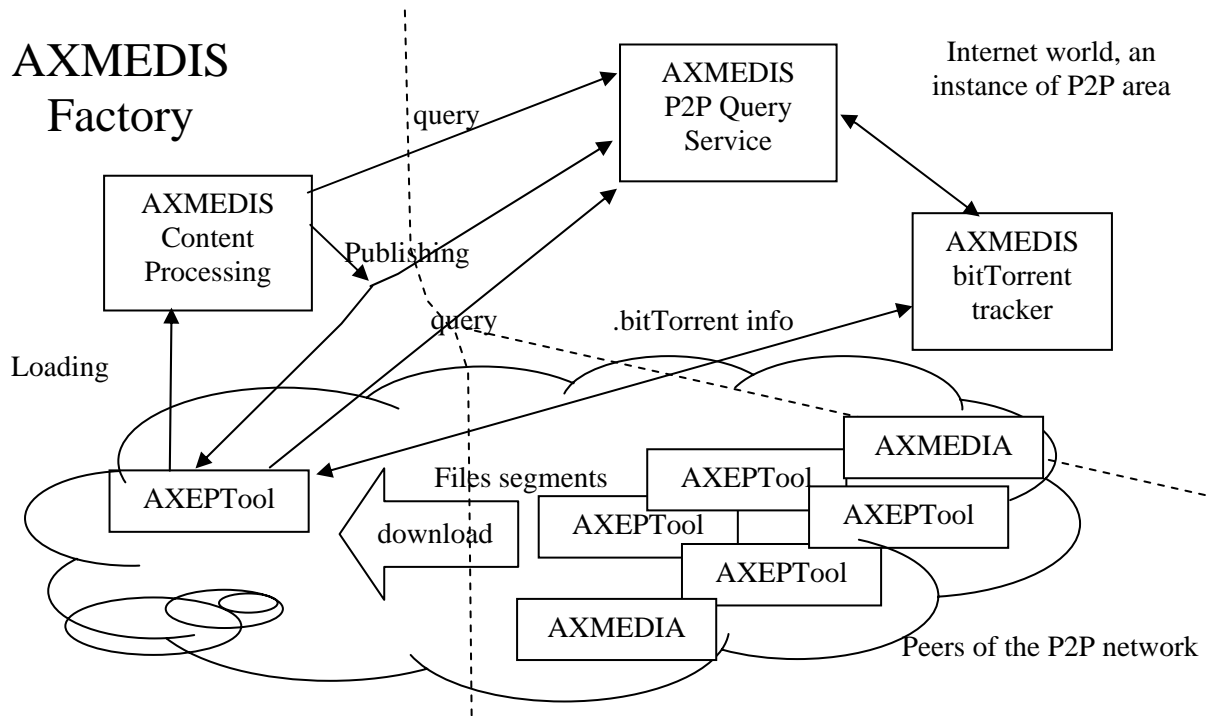 AXMEDIS
Factory
AXMEDIS
P2P Query
Service
Internet world, an
instance of P2P area
query
AXMEDIS
Content
Processing
Publishing
AXMEDIS
bitTorrent
tracker
query
.bitTorrent info
Loading
AXMEDIA
AXEPTool
Files segments
AXEPTool
AXEPTool
AXEPTool
download
AXEPTool
AXMEDIA
Peers of the P2P network